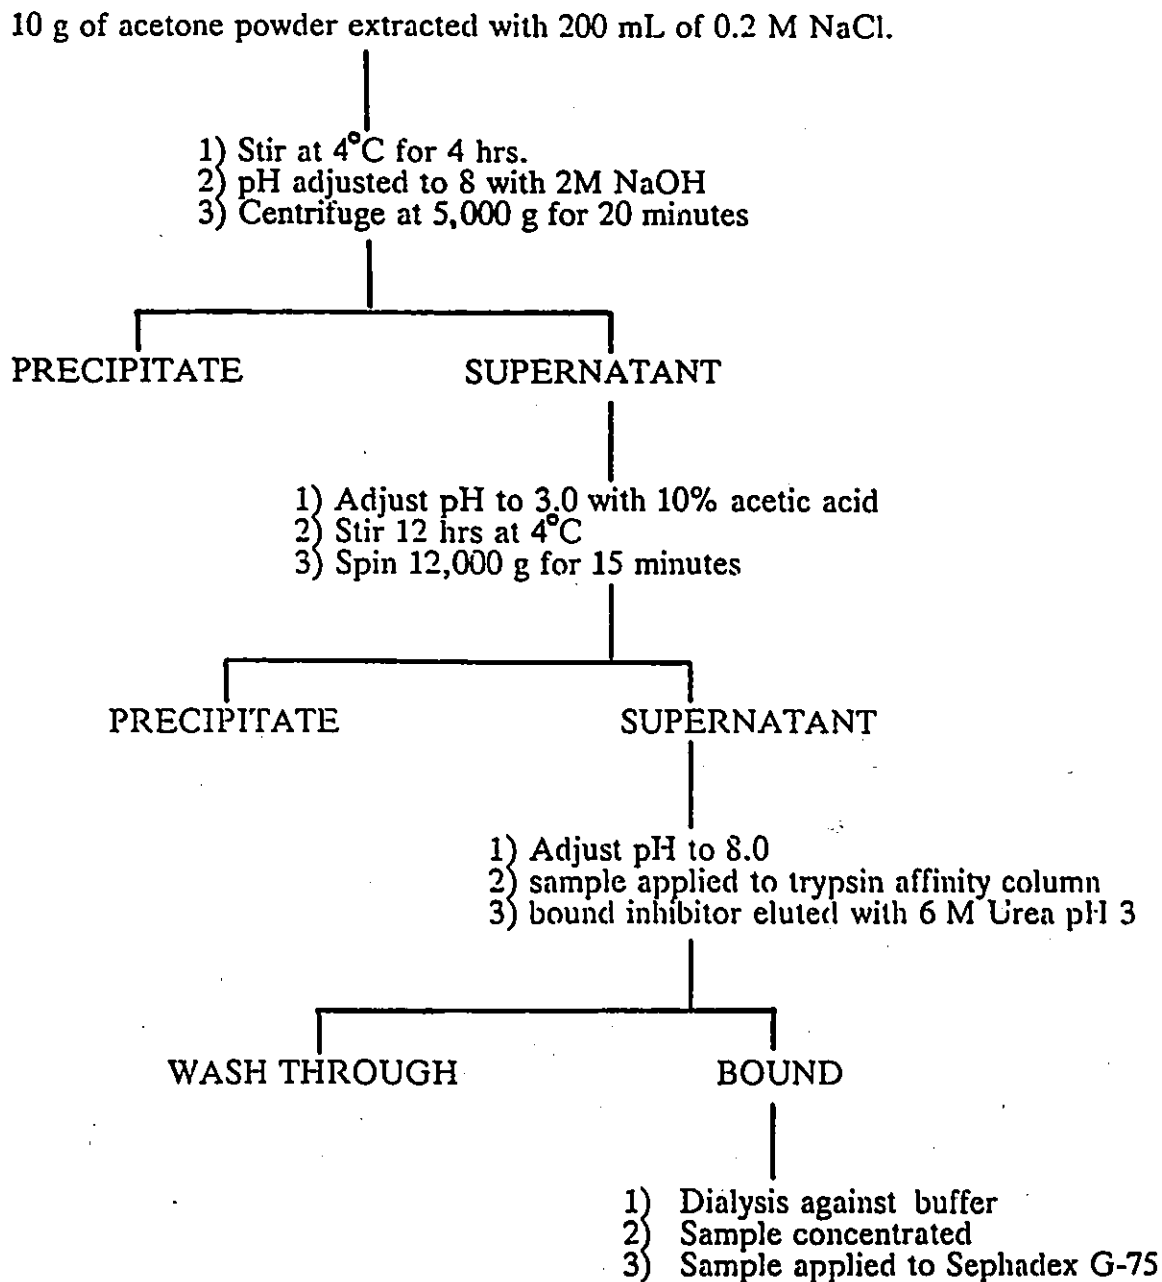 10 g of acetone powder extracted with 200 mL of 0.2 M NaCl.
1) Stir at 4°C for 4 hrs.
2) pH adjusted to 8 with 2M NaOH
3) Centrifuge at 5,000 g for 20 minutes
PRECIPITATE SUPERNATANT
1) Adjust pH to 3.0 with 10% acetic acid
2) Stir 12 hrs at 4°C
3) Spin 12,000 g for 15 minutes
PRECIPITATE SUPERNATANT
1) Adjust pH to 8.0
2) sample applied to trypsin affinity column
3) bound inhibitor eluted with 6 M Urea pH 3
WASH THROUGH BOUND
1) Dialysis against buffer
2) Sample concentrated
3) Sample applied to Sephadex G-75